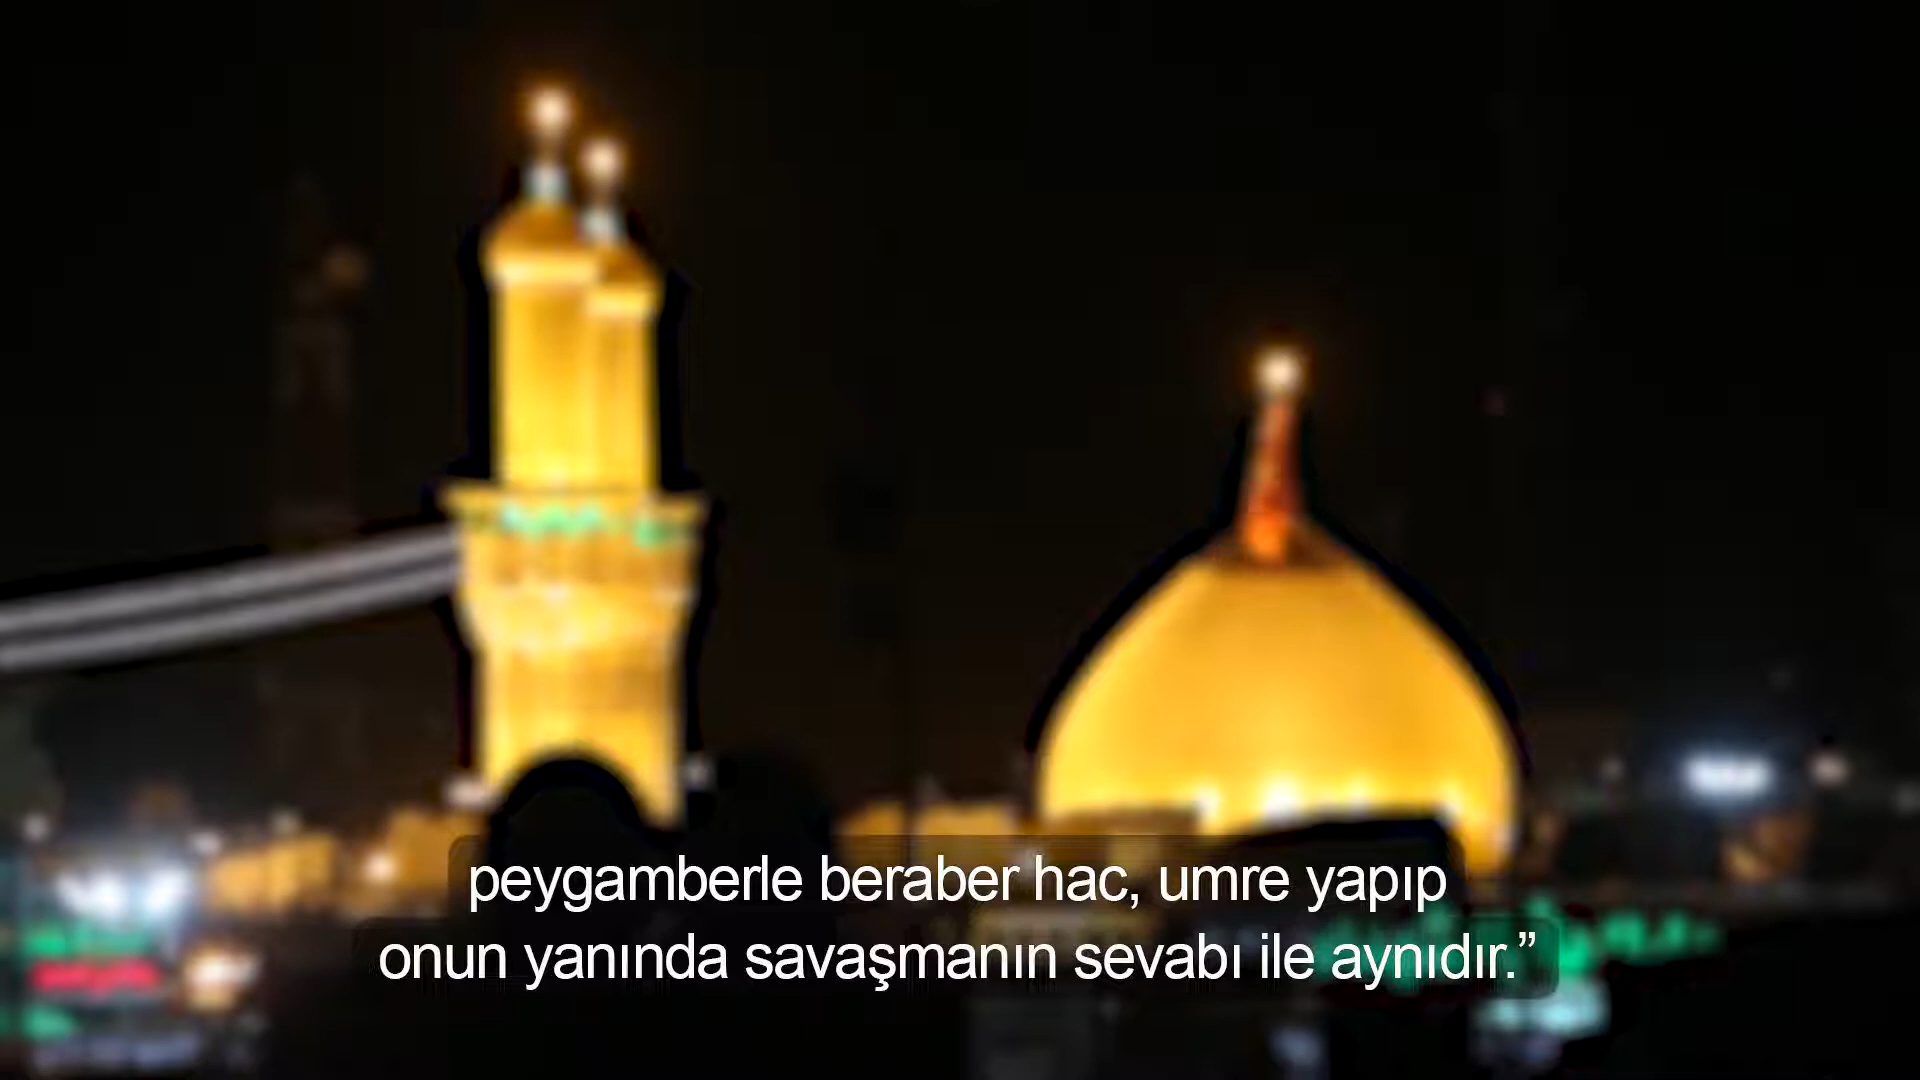 peygamberle beraber hac, umre yapıp
onun yanında savaşmanın sevabı ile aynıdır.”